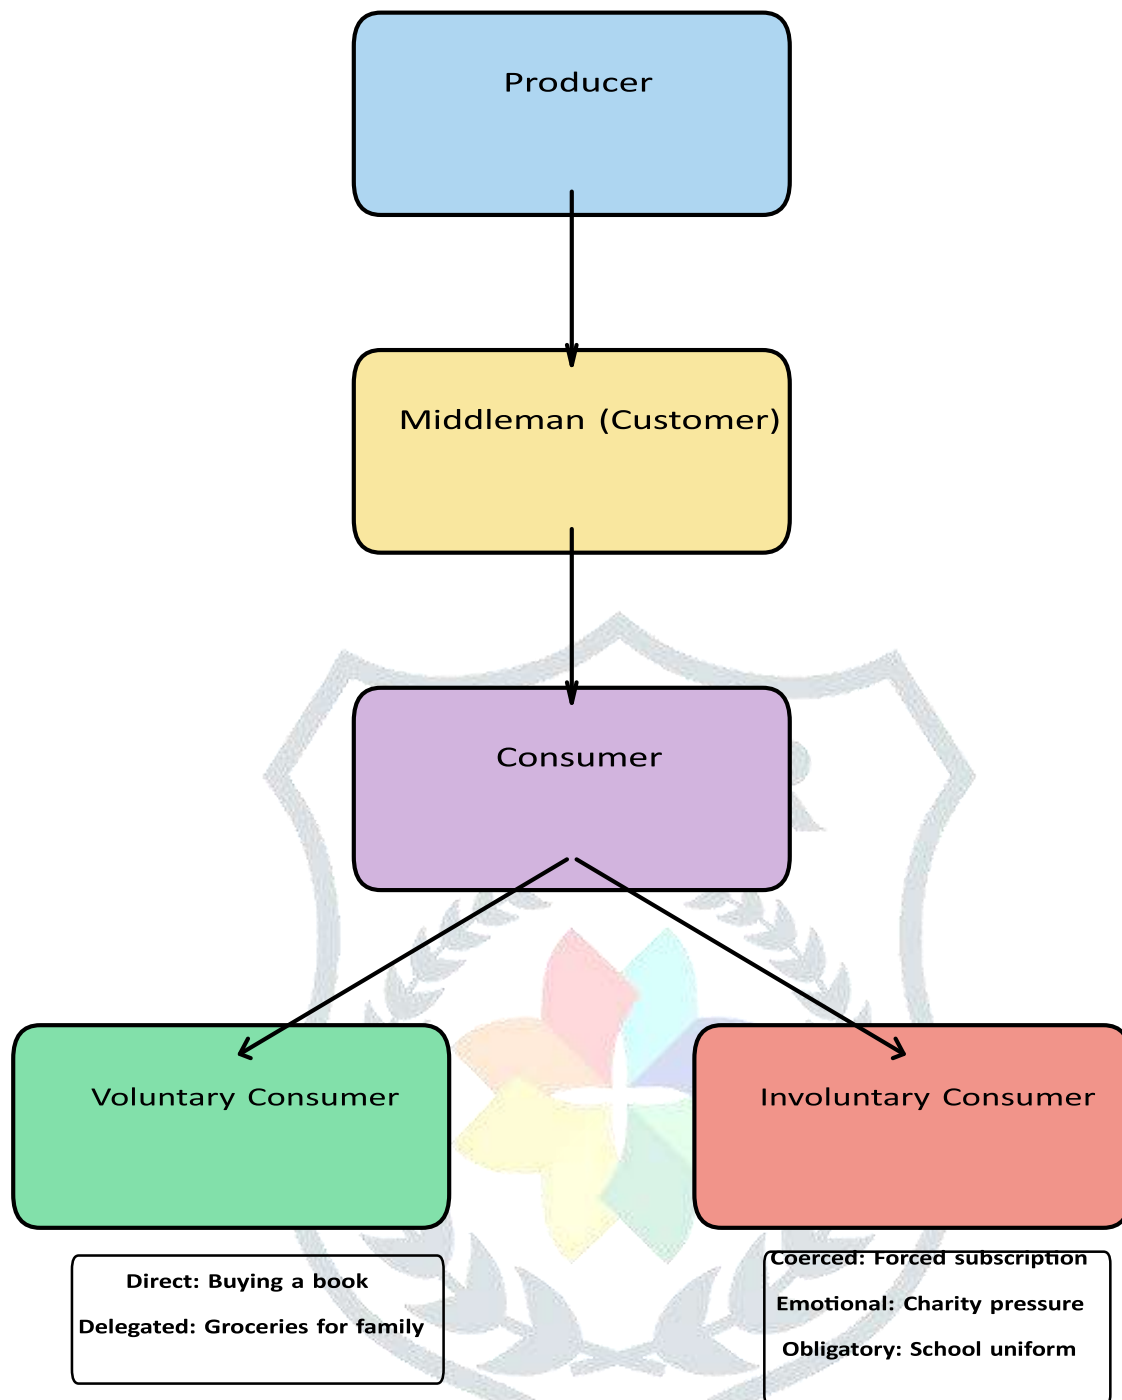 Producer
Middleman (Customer)
Consumer
Voluntary Consumer
Involuntary Consumer
Direct: Buying a book
Delegated: Groceries for family
Coerced: Forced subscription
Emotional: Charity pressure
Obligatory: School uniform